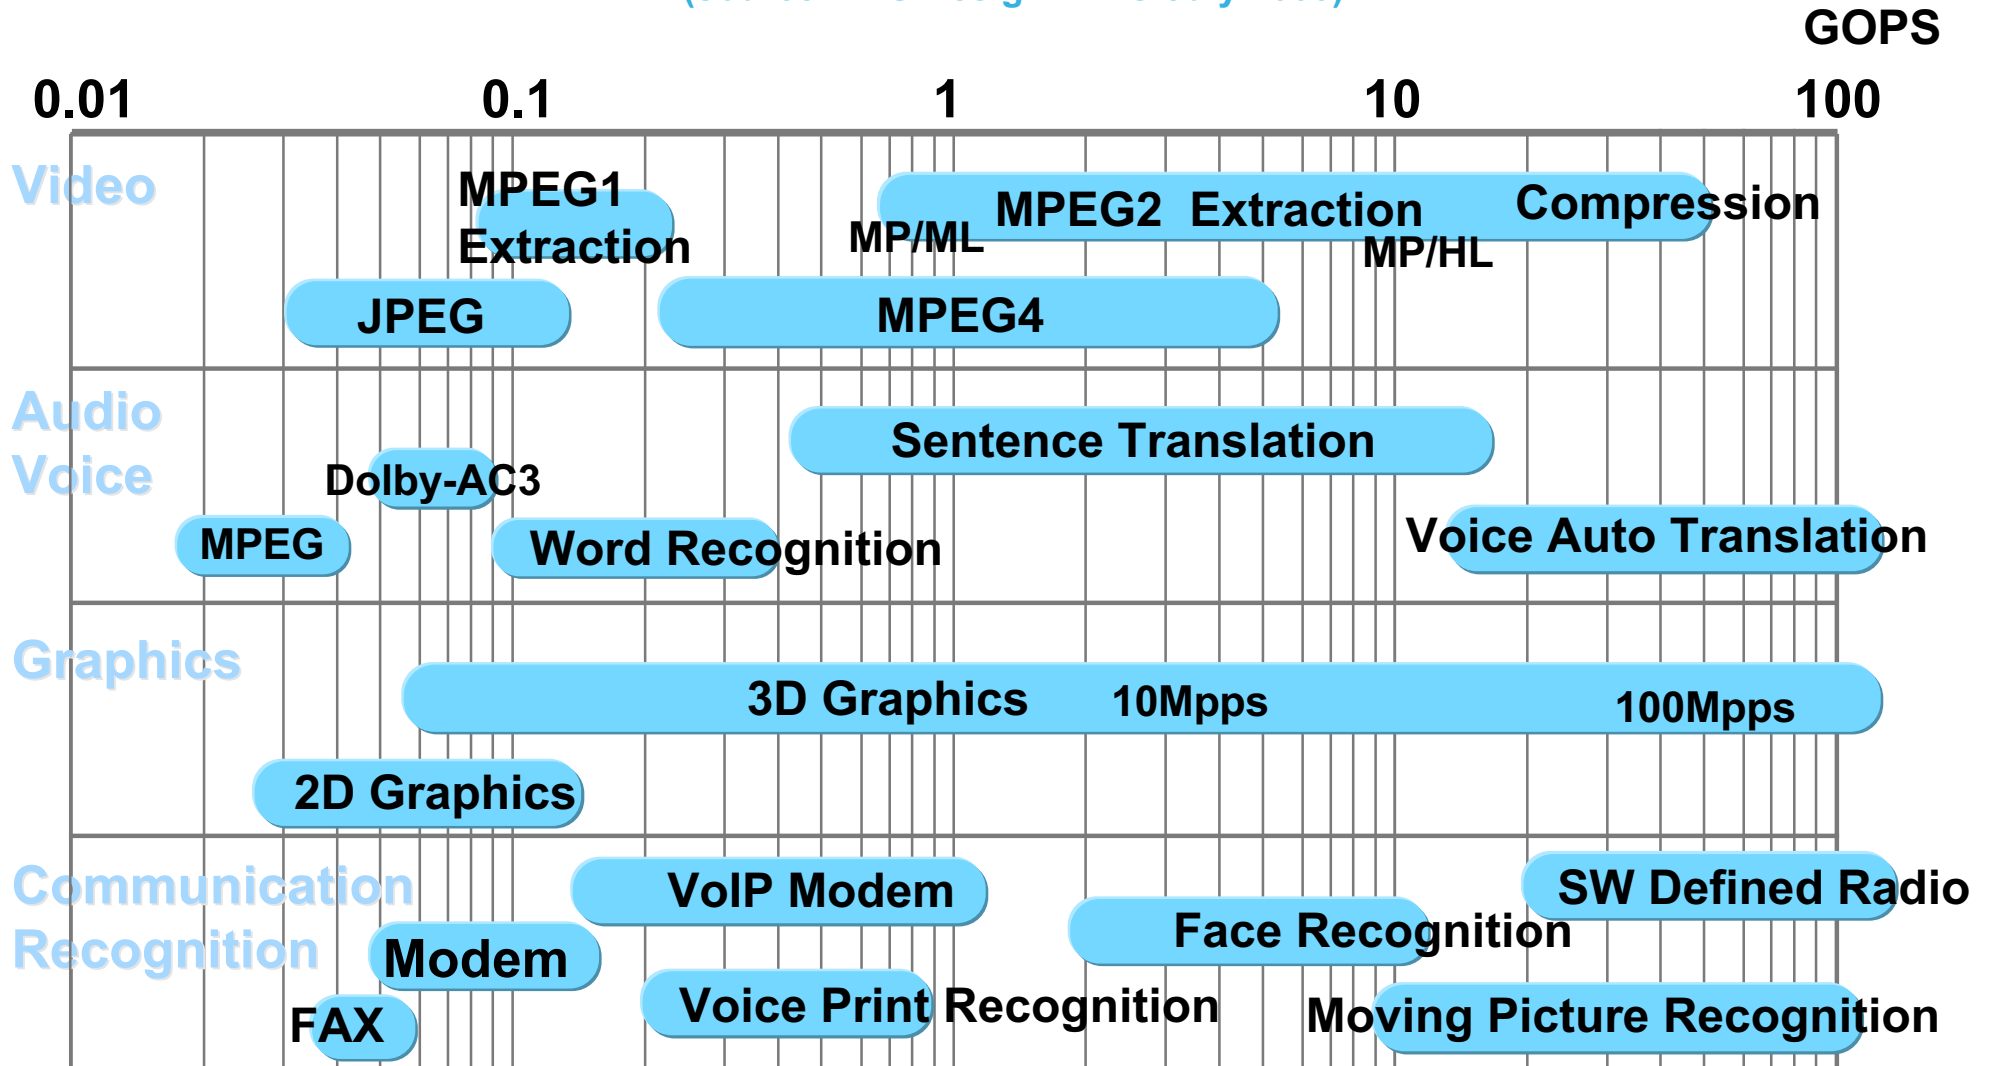 GOPS
0.01 0.1 1 10 100
Video
MPEG1
Extraction
MPEG2 Extraction
Compression
MP/ML
MP/HL
JPEG
MPEG4
Audio
Voice
Sentence Translation
Dolby-AC3
MPEG
Word Recognition
Voice Auto Translation
Graphics
3D Graphics
10Mpps
100Mpps
2D Graphics
Communication
Recognition
VoIP Modem
SW Defined Radio
Face Recognition
Modem
Voice Print Recognition
Moving Picture Recognition
FAX